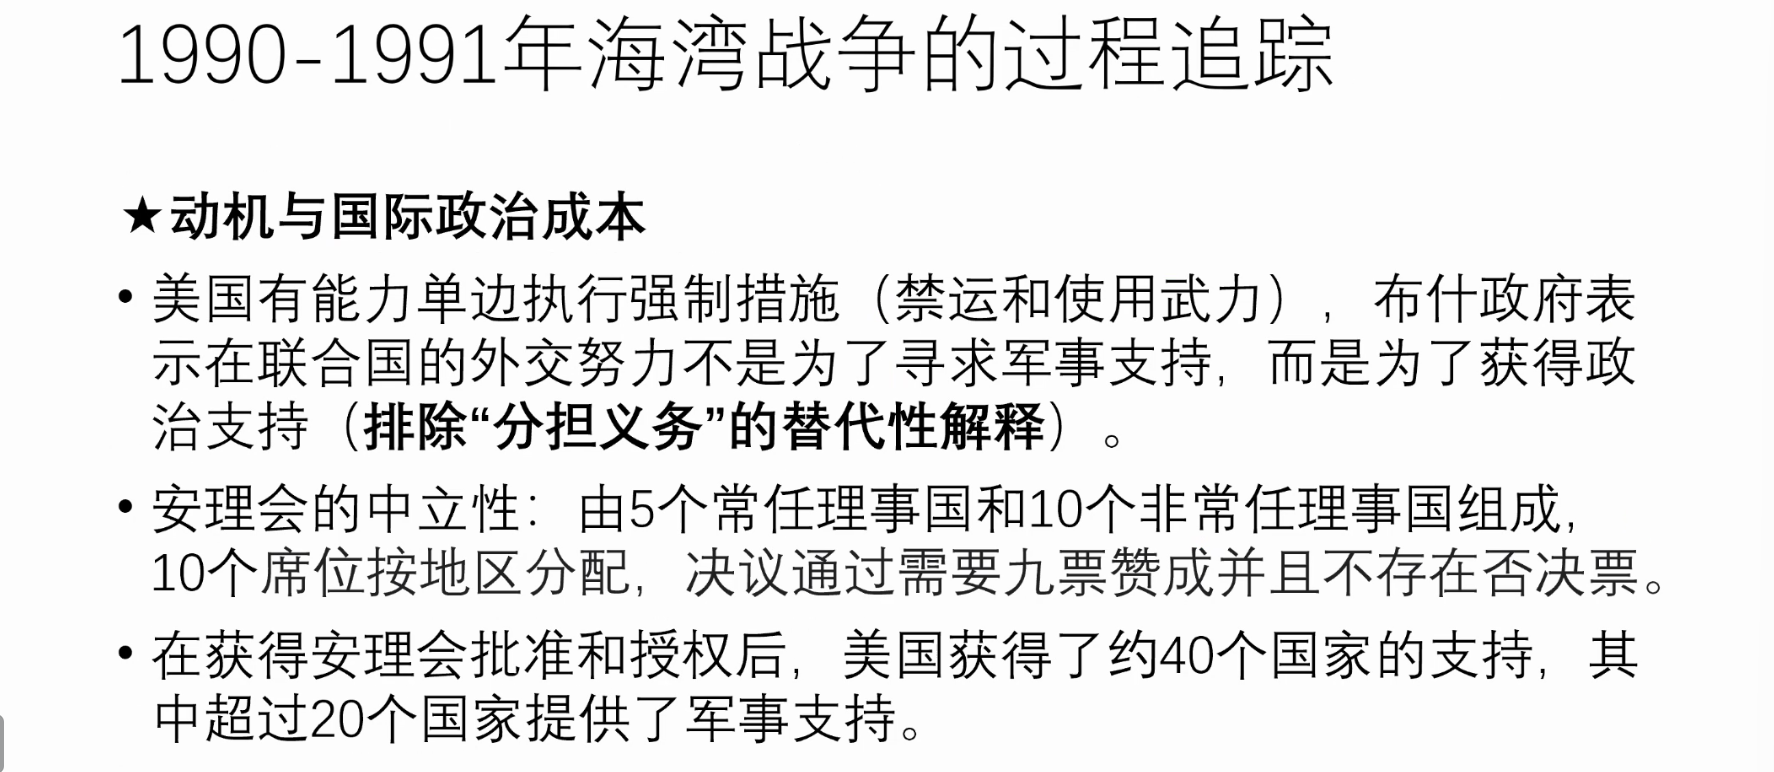 1990-1991年海湾战争的过程追踪
★动机与国际政治成本
• 美国有能力单边执行强制措施（禁运和使用武力），布什政府表
示在联合国的外交努力不是为了寻求军事支持，而是为了获得政
治支持（排除“分担义务”的替代性解释）。
• 安理会的中立性：由5个常任理事国和10个非常任理事国组成，
10个席位按地区分配，决议通过需要九票赞成并且不存在否决票。
• 在获得安理会批准和授权后，美国获得了约40个国家的支持，其
中超过20个国家提供了军事支持。